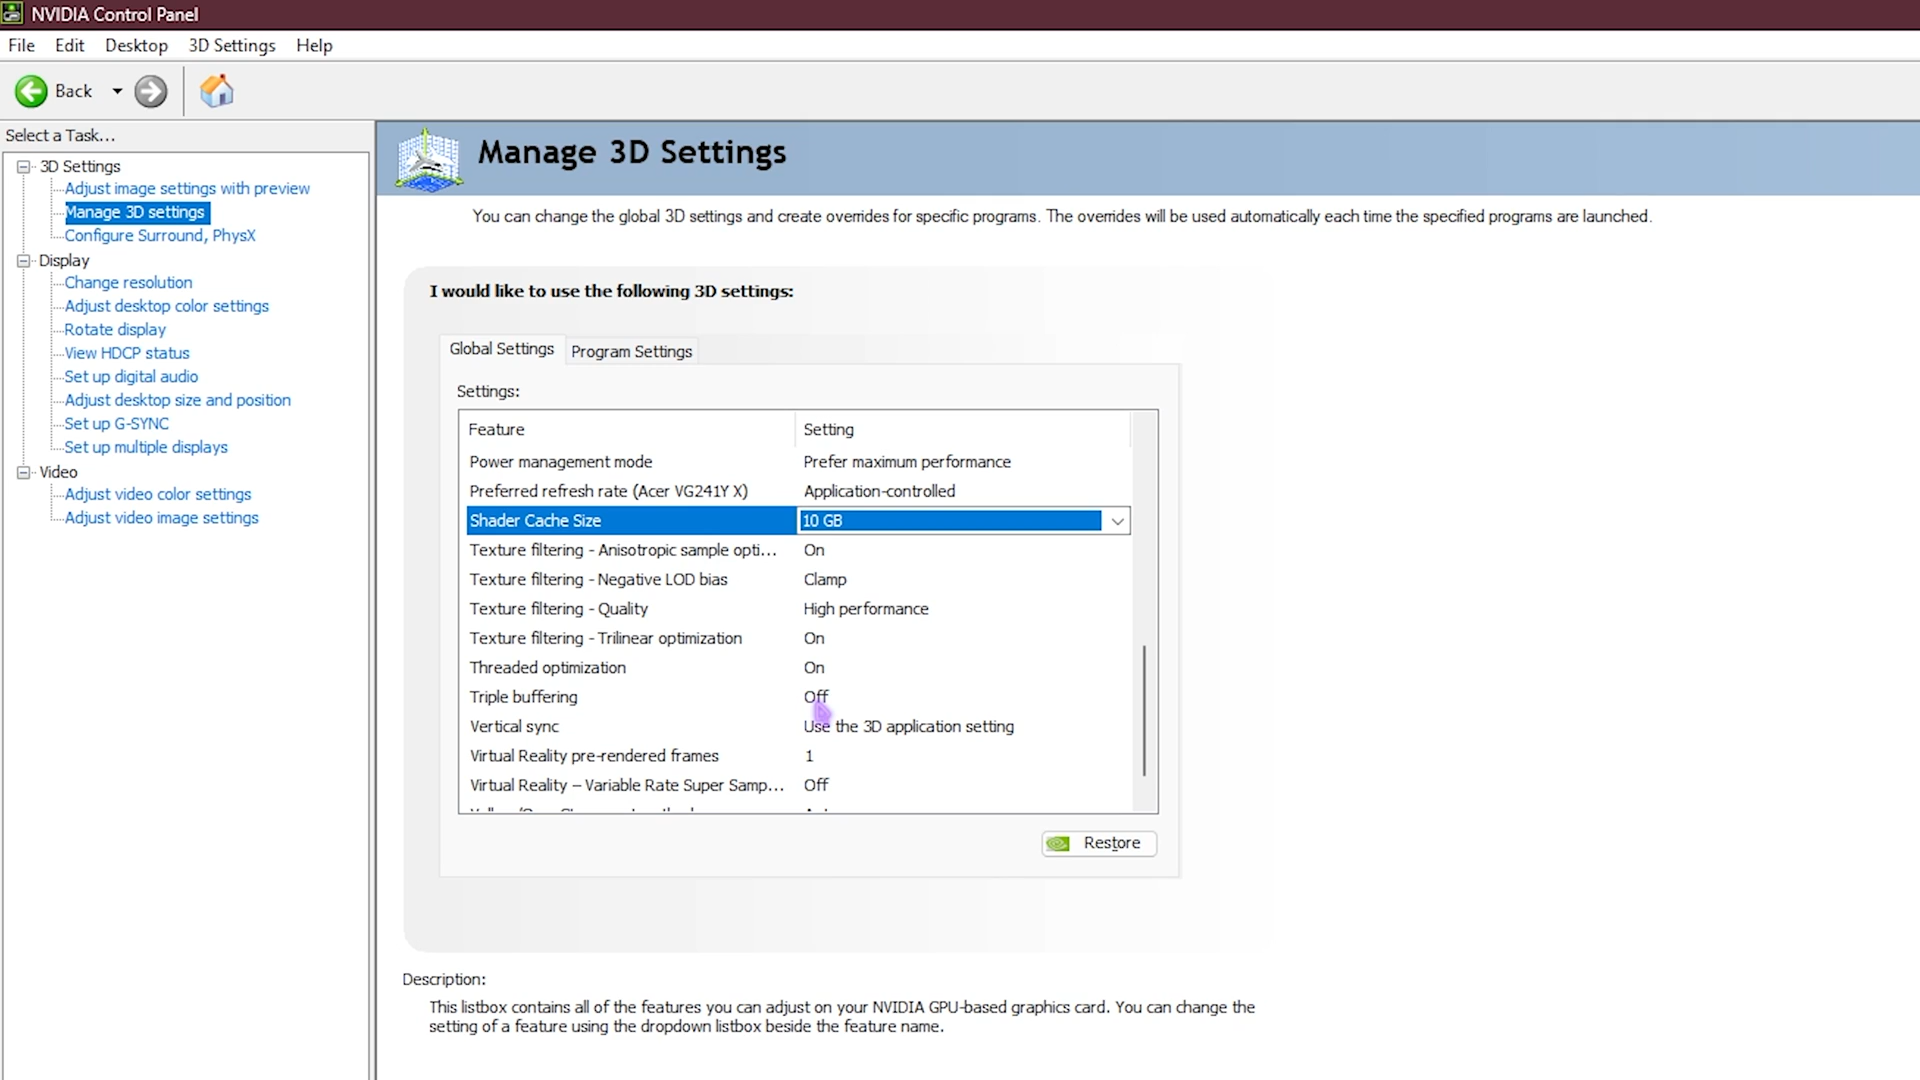 NVIDIA Control Panel
File Edit Desktop 3D Settings Help
Back
Select a Task...
3D Settings
Adjust image settings with preview
Manage 3D settings
Configure Surround, PhysX
Display
Change resolution
Adjust desktop color settings
Rotate display
View HDCP status
Set up digital audio
Adjust desktop size and position
Set up G-SYNC
Set up multiple displays
Video
Adjust video color settings
Adjust video image settings
Manage 3D Settings
You can change the global 3D settings and create overrides for specific programs. The overrides will be used automatically each time the specified programs are launched.
I would like to use the following 3D settings:
Global Settings Program Settings
Settings:
Feature Setting
Power management mode Prefer maximum performance
Preferred refresh rate (Acer VG241Y X) Application-controlled
Shader Cache Size 10 GB
Texture filtering - Anisotropic sample opti... On
Texture filtering - Negative LOD bias Clamp
Texture filtering - Quality High performance
Texture filtering - Trilinear optimization On
Threaded optimization On
Triple buffering Off
Vertical sync Use the 3D application setting
Virtual Reality pre-rendered frames 1
Virtual Reality – Variable Rate Super Samp... Off
Restore
Description:
This listbox contains all of the features you can adjust on your NVIDIA GPU-based graphics card. You can change the
setting of a feature using the dropdown listbox beside the feature name.